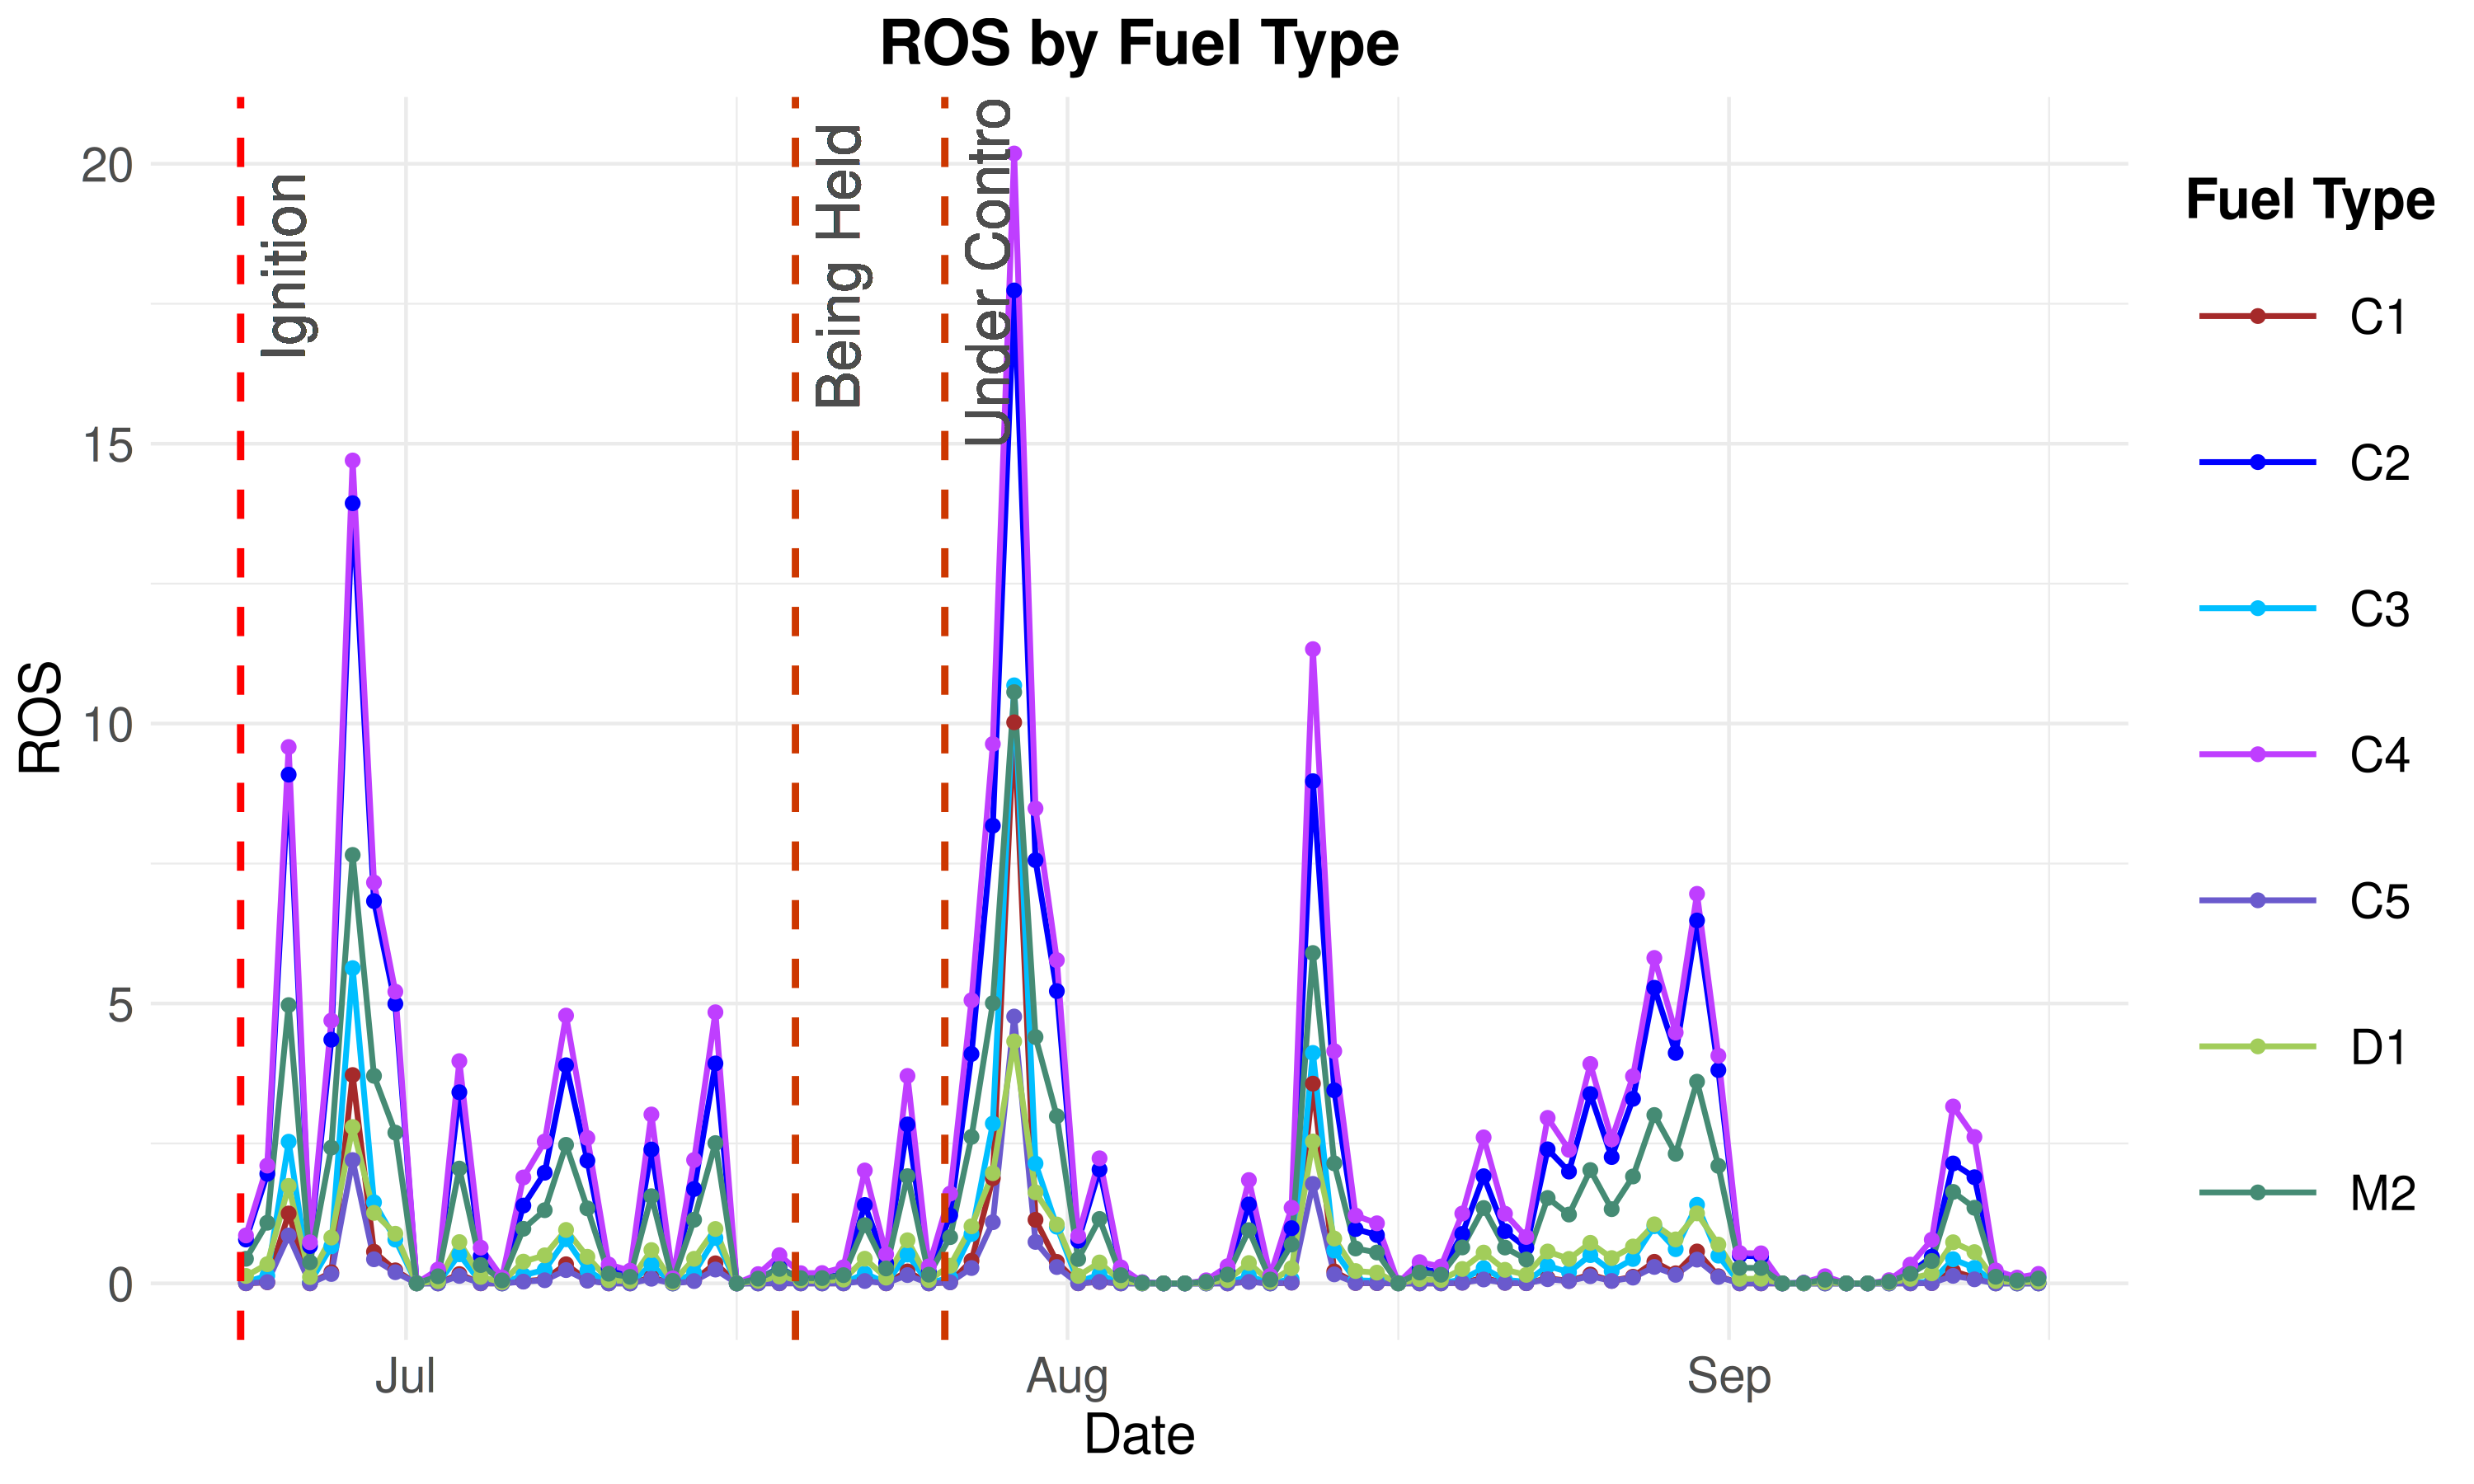 ROS by Fuel Type
20
15
10
5
0
ROS
Ignition
Being Held
Under Contro
Jul
Aug
Sep
Date
Fuel Type
C1
C2
C3
C4
C5
D1
M2